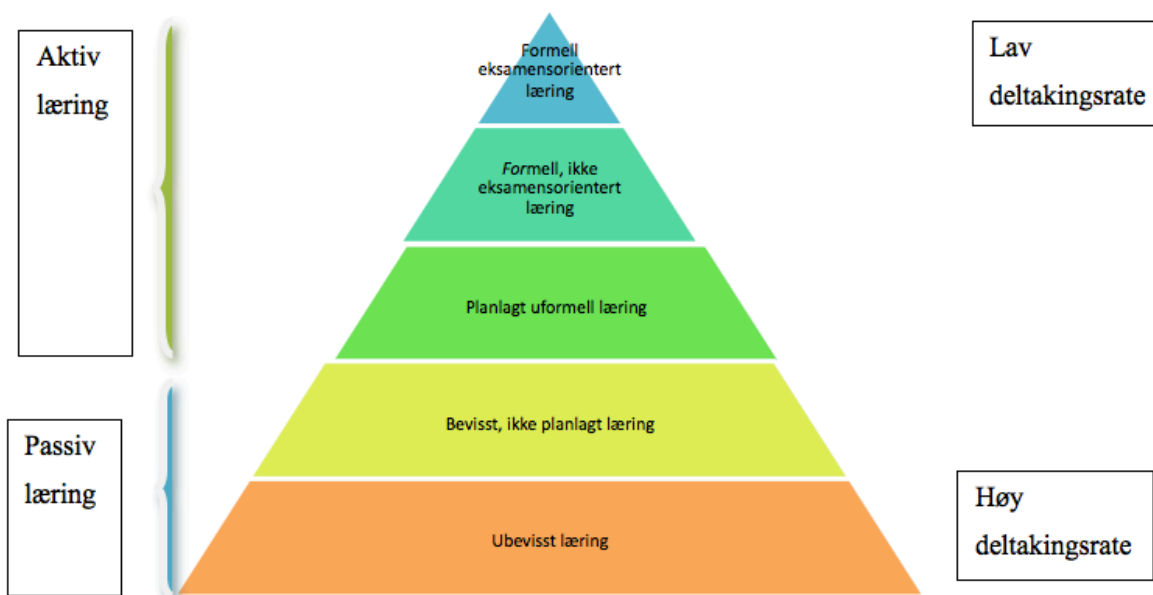 Aktiv
læring
Formell
eksamensorientert
læring
Lav
deltakingsrate
Formell, ikke
eksamensorientert
læring
Planlagt uformell læring
Bevisst, ikke planlagt læring
Passiv
læring
Ubevisst læring
Høy
deltakingsrate